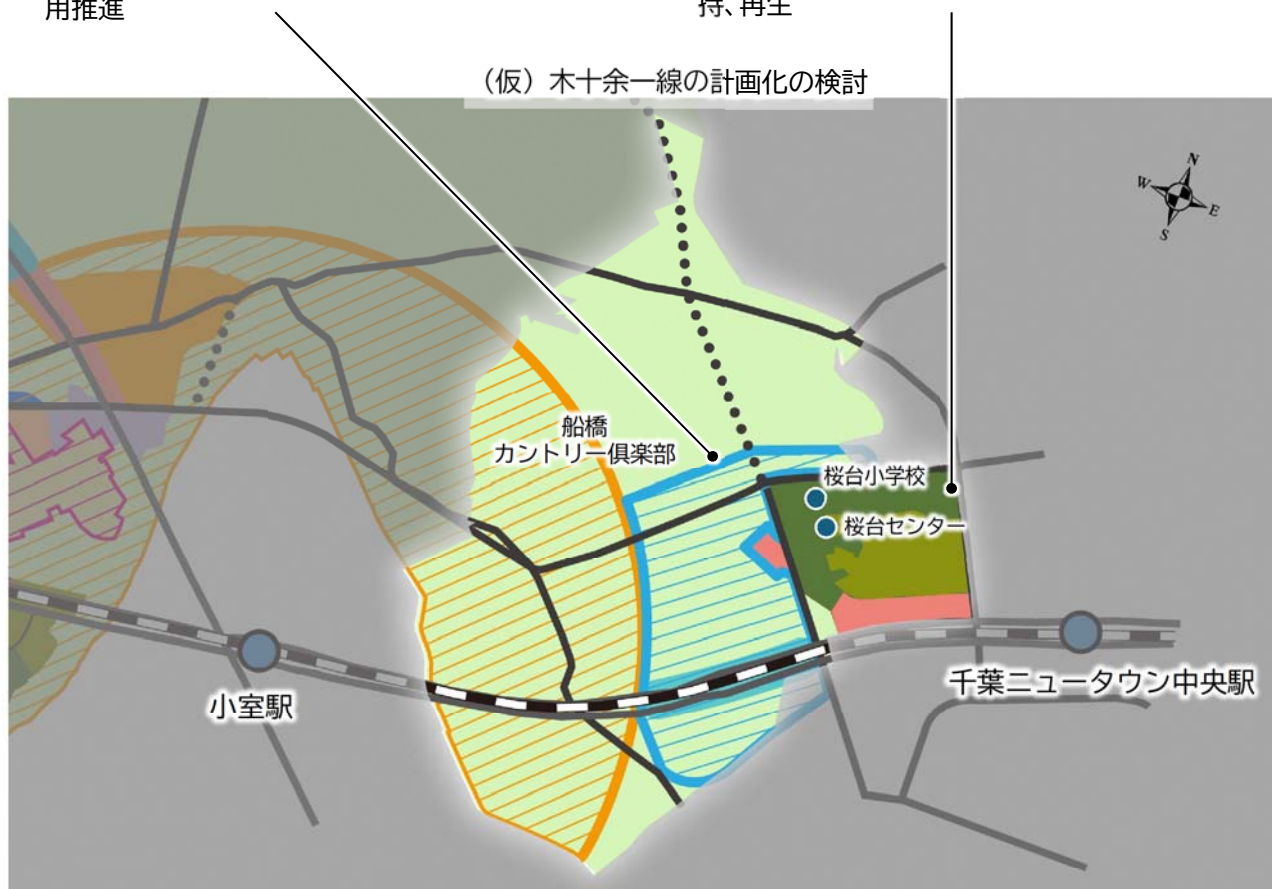 用推進
持、再生
（仮）木十余一線の計画化の検討
N
W
E
S
船橋
カントリー倶楽部
桜台小学校
桜台センター
千葉ニュータウン中央駅
小室駅